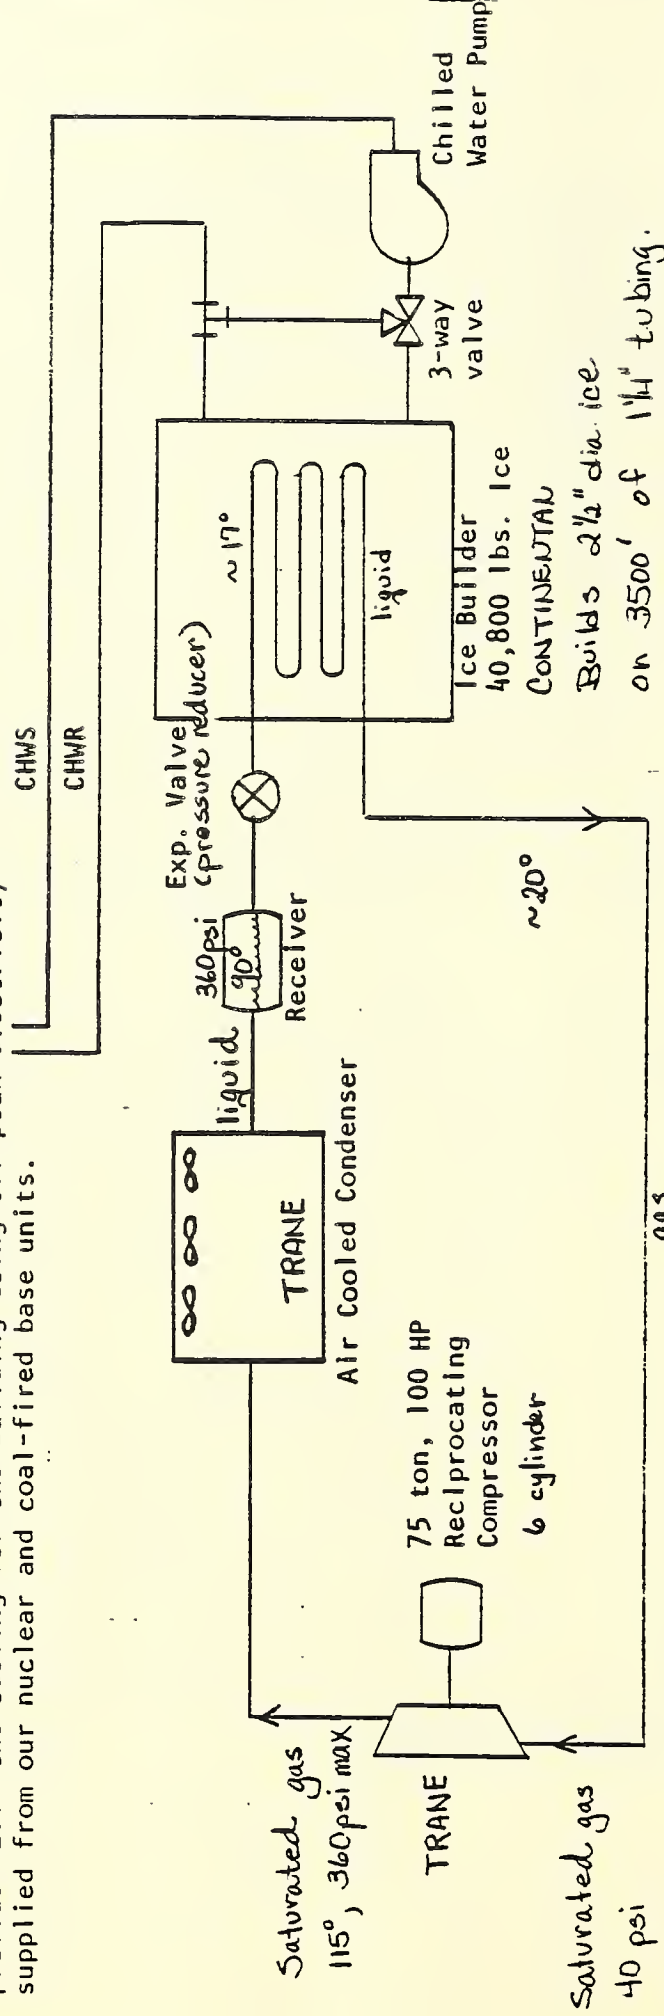 supplied from our nuclear and coal-fired base units.
CHWS
CHWR
Chilled
Water Pump
3-way
valve
~17°
liquid
Ice Builder
40,800 lbs. Ice
CONTINENTAL
Builds 2½" dia. ice
on 3500' of 1¼" tubing.
Exp. Valve
(pressure reducer)
360psi
90°
Receiver
liquid
~20°
TRANE
Air Cooled Condenser
75 ton, 100 HP
Reciprocating
Compressor
6 cylinder
Saturated gas
115°, 360psi max
TRANE
Saturated gas
40 psi
gas